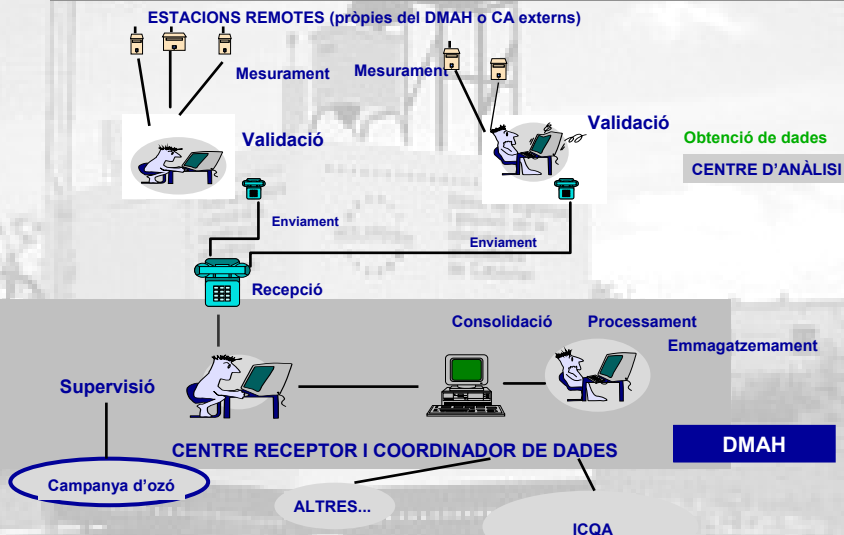 ESTACIONS REMOTES (pròpies del DMAH o CA externs)
Mesurament
Mesurament
Validació
Validació
Obtenció de dades
CENTRE D'ANÀLISI
Enviament
Enviament
Recepció
Consolidació
Processament
Emmagatzemament
Supervisió
CENTRE RECEPTOR I COORDINADOR DE DADES
DMAH
Campanya d'ozó
ALTRES...
ICQA